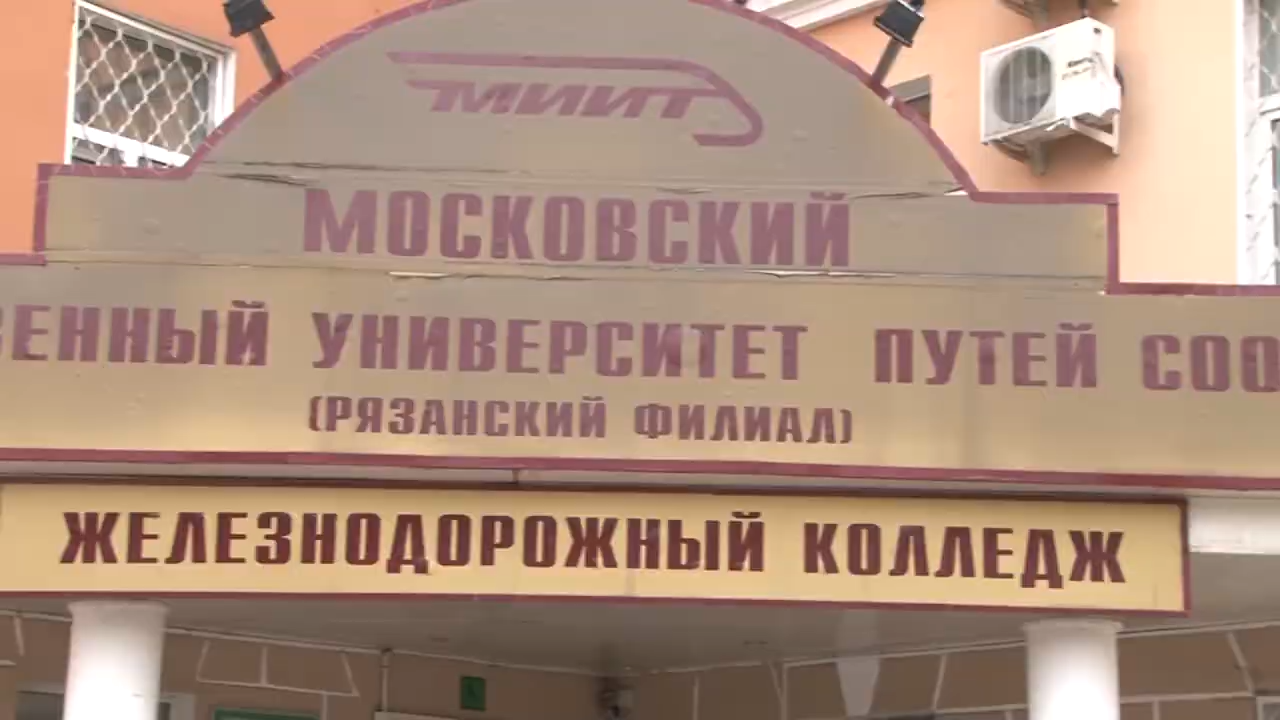 МИИТ
МОСКОВСКИЙ
ВЕННЫЙ УНИВЕРСИТЕТ ПУТЕЙ СОО
(РЯЗАНСКИЙ ФИЛИАЛ)
ЖЕЛЕЗНОДОРОЖНЫЙ КОЛЛЕДЖ